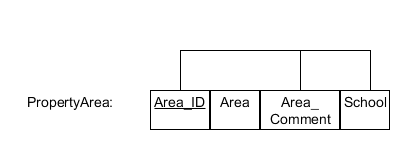 PropertyArea:
Area_ID
Area
Area_
Comment
School